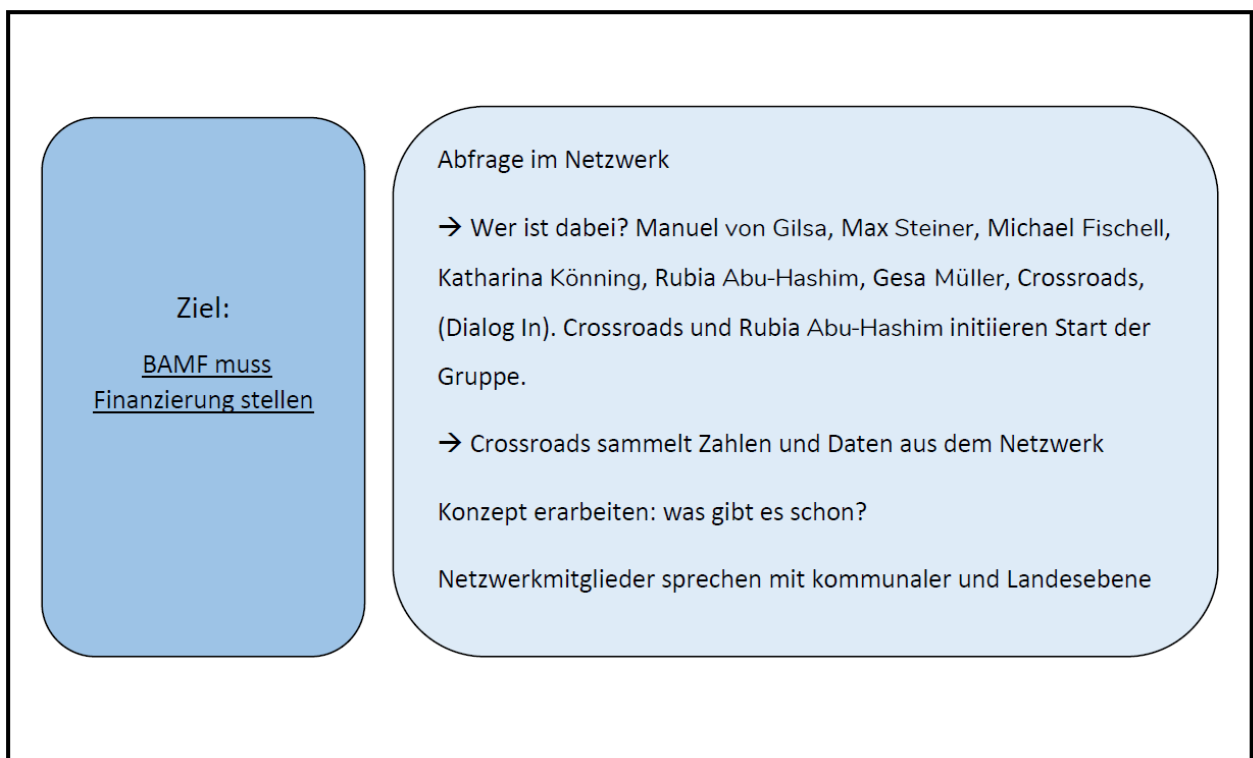 Ziel:
BAMF muss
Finanzierung stellen
Abfrage im Netzwerk
→ Wer ist dabei? Manuel von Gilsa, Max Steiner, Michael Fischell,
Katharina Könning, Rubia Abu-Hashim, Gesa Müller, Crossroads,
(Dialog In). Crossroads und Rubia Abu-Hashim initiieren Start der
Gruppe.
→ Crossroads sammelt Zahlen und Daten aus dem Netzwerk
Konzept erarbeiten: was gibt es schon?
Netzwerkmitglieder sprechen mit kommunaler und Landesebene